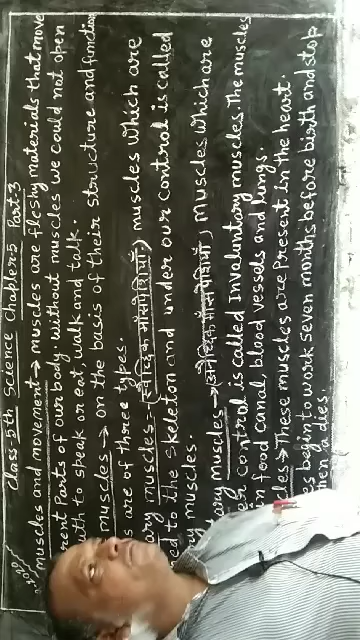 Class-5th Science Chapter-5 Part-3
muscles and movement → muscles are fleshy materials that move
erent Parts of our body. without muscles we could not open
uth to speak or eat, walk and talk.
muscles → on the basis of their structure and function
s are of three types.
ary muscles - (स्वैच्छिक माँसपेशियाँ) muscles which are
ed to the skeleton and under our control is called
ry muscles.
ary muscles → अनैच्छिक माँसपेशियाँ, muscles which are
er control is called Involuntary muscles. The muscles
in food canal, blood vessels and lungs.
cles → These muscles are Present in the heart.
es begin to work seven months before birth and stop
hen a dies.